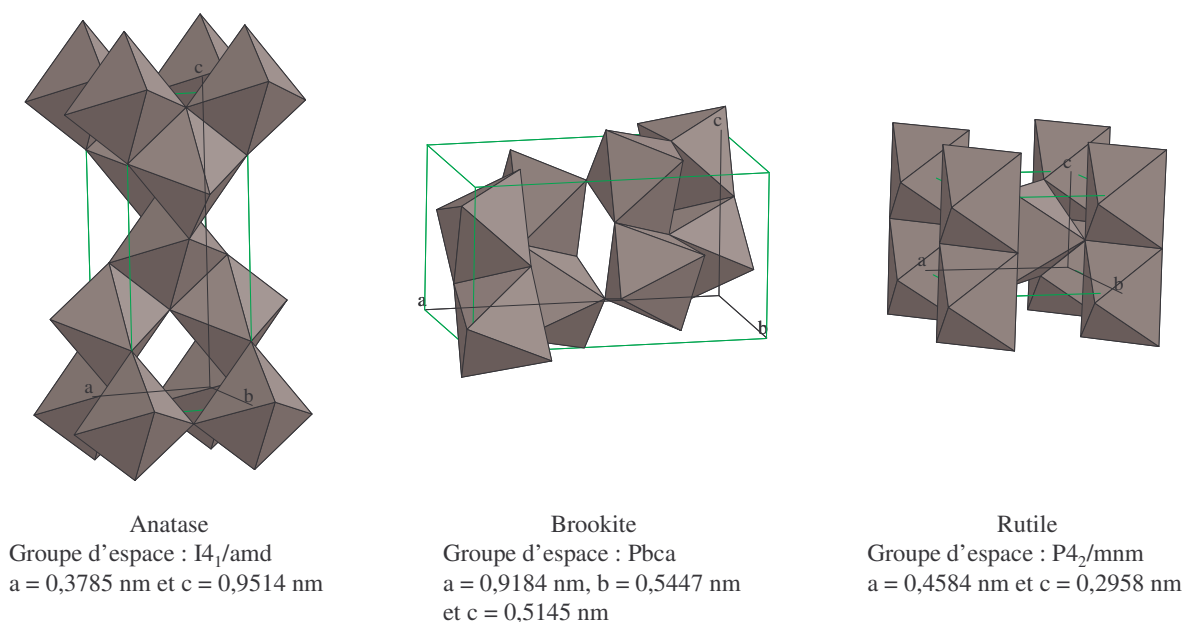 c
a
b
c
a
b
c
a
b
Anatase
Groupe d'espace : I4₁/amd
a = 0,3785 nm et c = 0,9514 nm
Brookite
Groupe d'espace : Pbca
a = 0,9184 nm, b = 0,5447 nm
et c = 0,5145 nm
Rutile
Groupe d'espace : P4₂/mnm
a = 0,4584 nm et c = 0,2958 nm